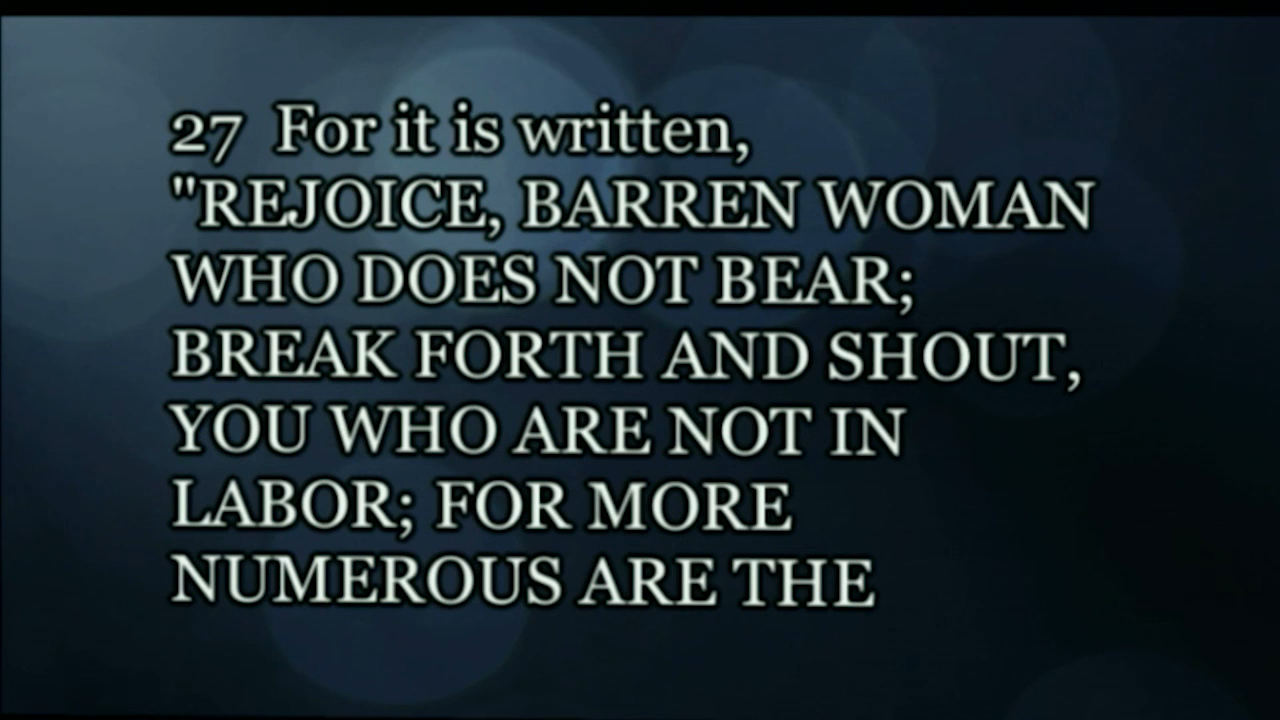 27  For it is written,
"REJOICE, BARREN WOMAN
WHO DOES NOT BEAR;
BREAK FORTH AND SHOUT,
YOU WHO ARE NOT IN
LABOR; FOR MORE
NUMEROUS ARE THE